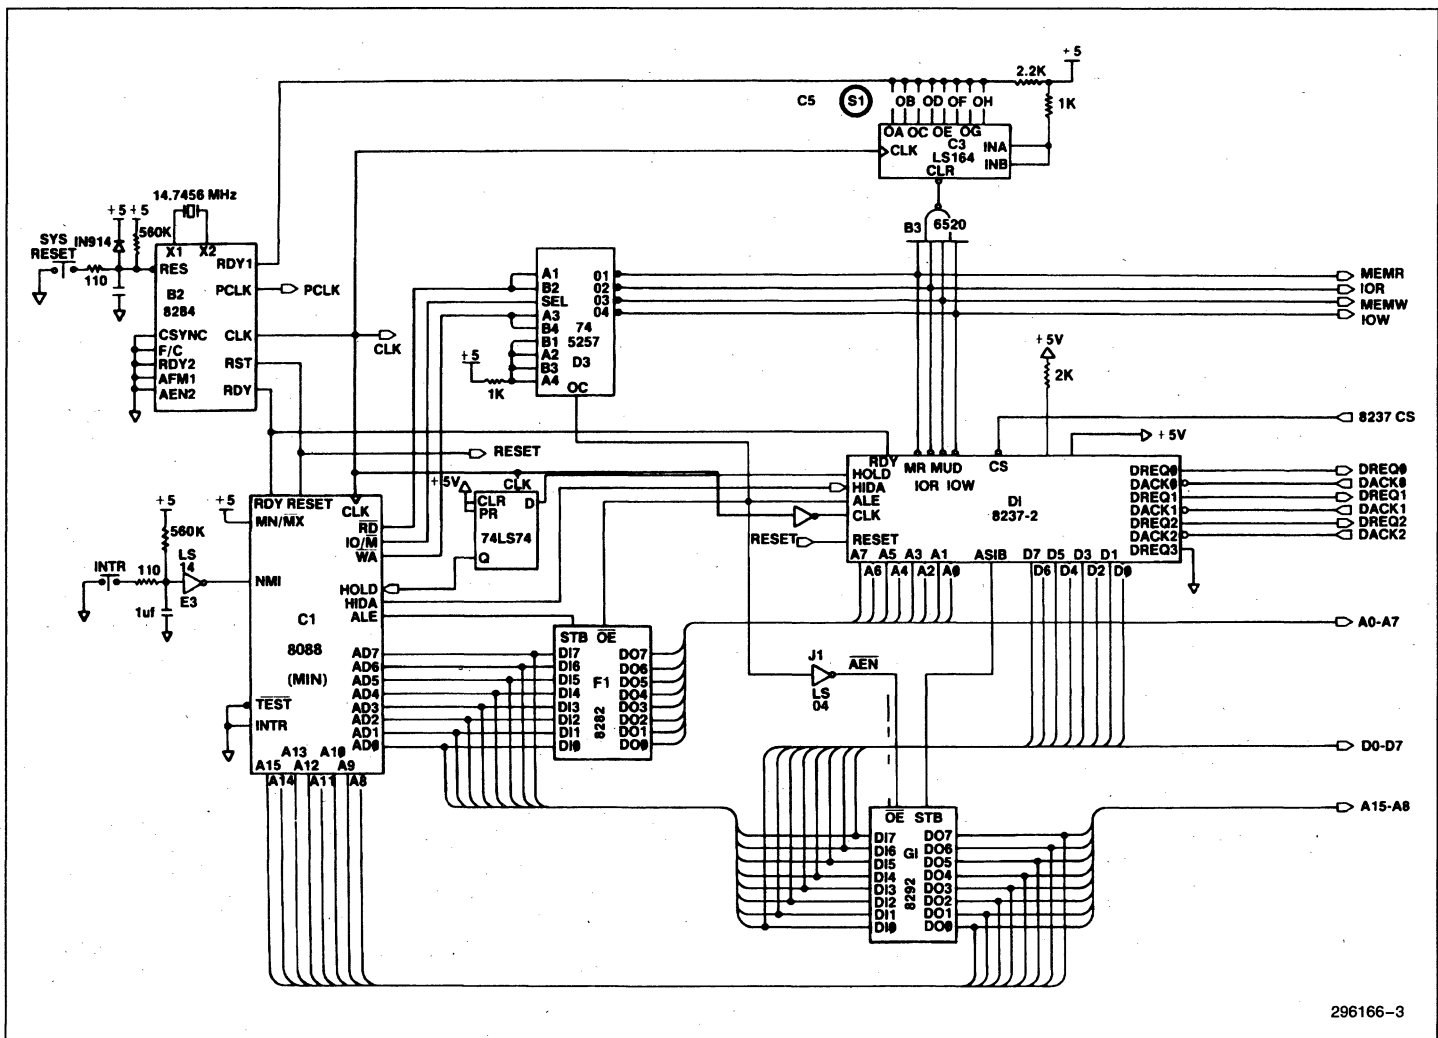 +5
2.2K
C5 S1 OB OD OF OH
1K
OA OC OE OG
C3
CLK
LS164
INA
INB
CLR
14.7456 MHz
+5 +5
B3 6520
SYS RESET
IN914
560K
X1 X2
RDY1
110
RES
PCLK
PCLK
B2
8284
CSYNC
F/C
RDY2
AFM1
AEN2
CLK
CLK
RST
RDY
A1
B2
SEL
A3
B4
B1
A2
B3
A4
74
5257
D3
OC
01
02
03
04
+5
1K
MEMR
IOR
MEMW
IOW
+5V
2K
8237 CS
+5V
RESET
CLK
+5V
CLR
PR
D
74LS74
Q
RDY
HOLD
HIDA
ALE
CLK
RESET
RESET
MR MUD
IOR IOW
CS
DI
8237-2
DREQ0
DACK0
DREQ1
DACK1
DREQ2
DACK2
DREQ3
DREQ0
DACK0
DREQ1
DACK1
DREQ2
DACK2
A7 A5 A3 A1 ASIB D7 D5 D3 D1
A6 A4 A2 A0 D6 D4 D2 D0
+5
+5
560K
INTR
110
LS
14
E3
1uf
RDY RESET
CLK
MN/MX
NMI
C1
8088
(MIN)
TEST
INTR
RD
IO/M
WA
HOLD
HIDA
ALE
AD7
AD6
AD5
AD4
AD3
AD2
AD1
AD0
A13 A10
A15 A12 A9
A14 A11 A8
STB OE
DI7
DI6
DI5
DI4
DI3
DI2
DI1
DI0
F1
8282
DO7
DO6
DO5
DO4
DO3
DO2
DO1
DO0
A0-A7
J1
AEN
LS
04
D0-D7
OE STB
DI7
DI6
DI5
DI4
DI3
DI2
DI1
DI0
GI
8292
DO7
DO6
DO5
DO4
DO3
DO2
DO1
DO0
A15-A8
296166-3